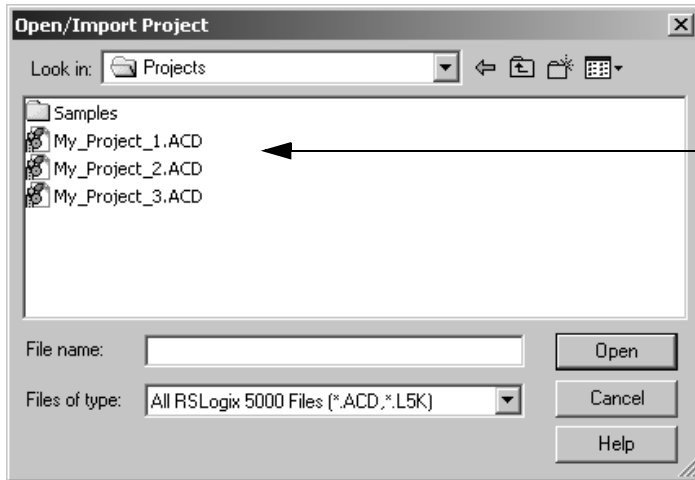 Open/Import Project
Look in: Projects
Samples
My_Project_1.ACD
My_Project_2.ACD
My_Project_3.ACD
File name: Open
Files of type: All RSLogix 5000 Files (*.ACD,*.L5K) Cancel
Help